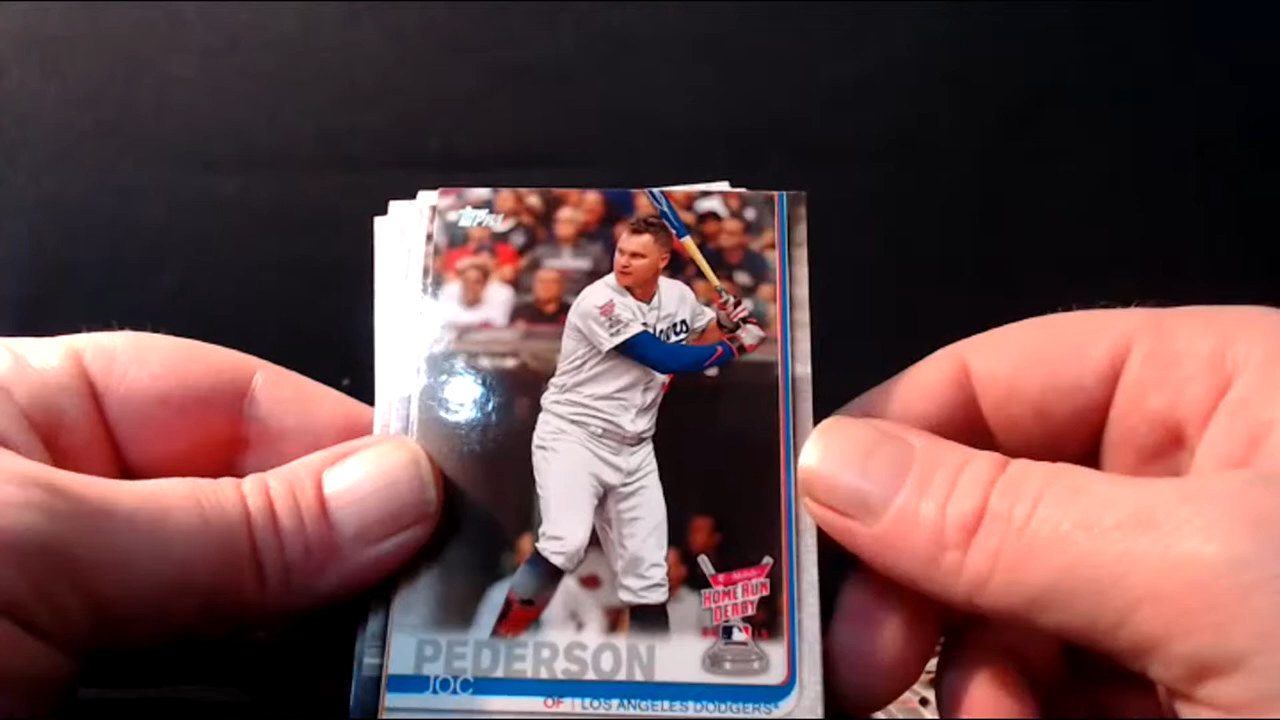 TOPPS
HOME RUN
DERBY
PEDERSON
JOC
OF | LOS ANGELES DODGERS